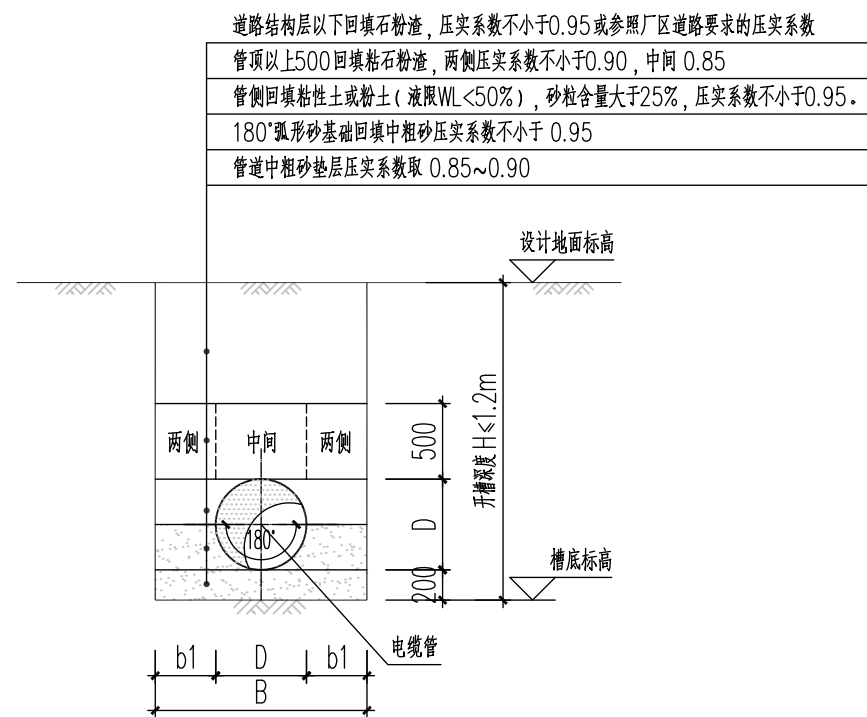 道路结构层以下回填石粉渣，压实系数不小于0.95或参照厂区道路要求的压实系数
管顶以上500回填粘石粉渣，两侧压实系数不小于0.90，中间 0.85
管侧回填粘性土或粉土（液限WL<50%），砂粒含量大于25%，压实系数不小于0.95。
180°弧形砂基础回填中粗砂压实系数不小于 0.95
管道中粗砂垫层压实系数取 0.85~0.90
设计地面标高
开槽深度 H≤1.2m
两侧 中间 两侧
500
D
180°
200
槽底标高
电缆管
b1 D b1
B